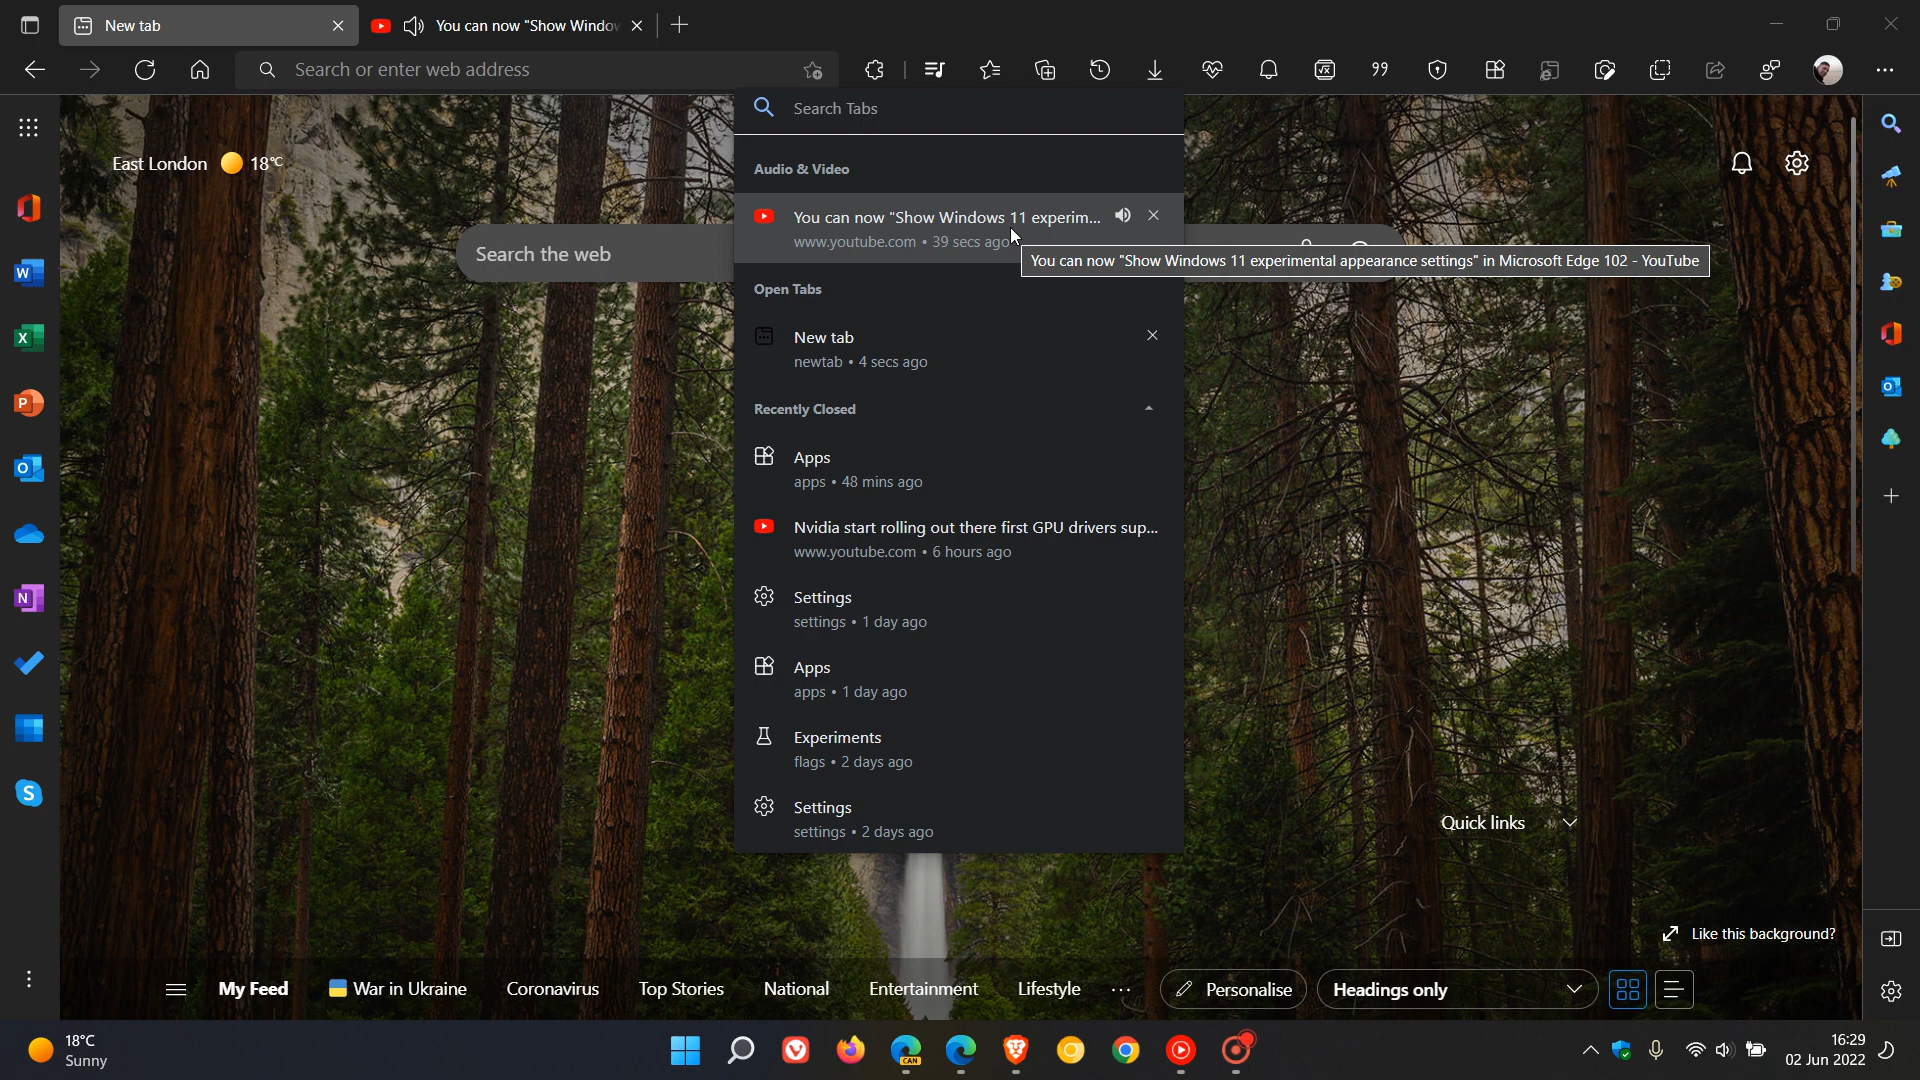 New tab
You can now "Show Window
Search or enter web address
Search Tabs
East London 18°C
Audio & Video
You can now "Show Windows 11 experim...
www.youtube.com • 39 secs ago
Search the web
You can now "Show Windows 11 experimental appearance settings" in Microsoft Edge 102 - YouTube
Open Tabs
New tab
newtab • 4 secs ago
Recently Closed
Apps
apps • 48 mins ago
Nvidia start rolling out there first GPU drivers sup...
www.youtube.com • 6 hours ago
Settings
settings • 1 day ago
Apps
apps • 1 day ago
Experiments
flags • 2 days ago
Settings
settings • 2 days ago
Quick links
Like this background?
My Feed War in Ukraine Coronavirus Top Stories National Entertainment Lifestyle ... Personalise Headings only
18°C
Sunny
CAN
16:29
02 Jun 2022